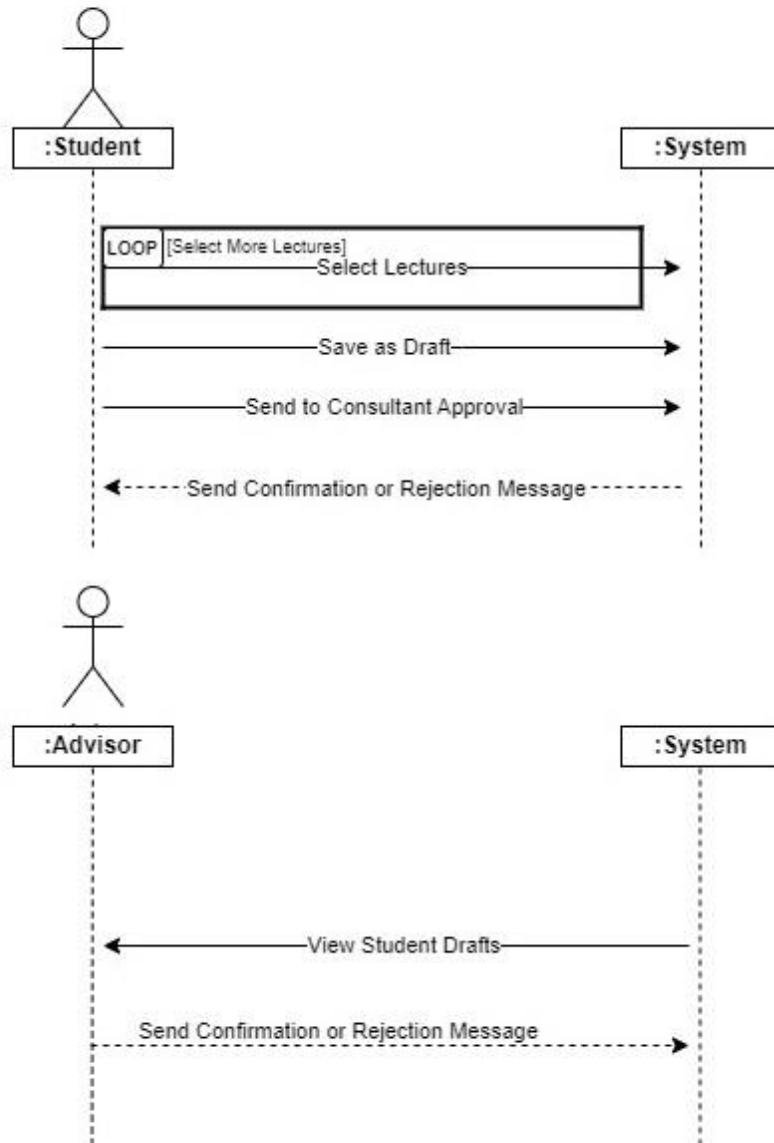 :Student
:System
LOOP [Select More Lectures]
Select Lectures
Save as Draft
Send to Consultant Approval
Send Confirmation or Rejection Message
:Advisor
:System
View Student Drafts
Send Confirmation or Rejection Message